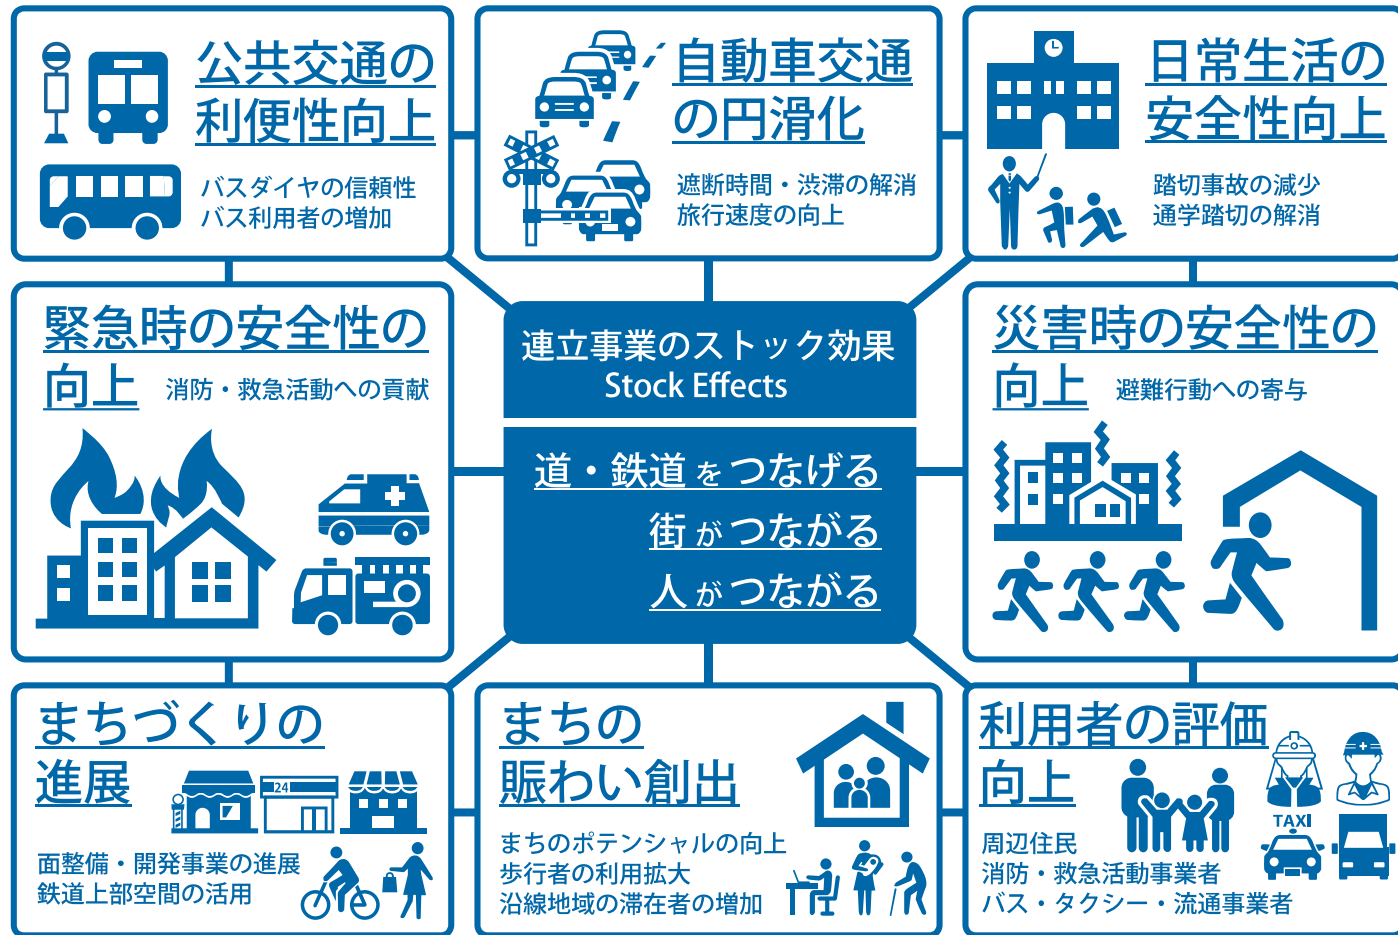 公共交通の
利便性向上
バスダイヤの信頼性
バス利用者の増加
自動車交通
の円滑化
遮断時間・渋滞の解消
旅行速度の向上
日常生活の
安全性向上
踏切事故の減少
通学踏切の解消
緊急時の安全性の
向上 消防・救急活動への貢献
連立事業のストック効果
Stock Effects
道・鉄道をつなげる
街がつながる
人がつながる
災害時の安全性の
向上 避難行動への寄与
まちづくりの
進展
24
面整備・開発事業の進展
鉄道上部空間の活用
まちの
賑わい創出
まちのポテンシャルの向上
歩行者の利用拡大
沿線地域の滞在者の増加
利用者の評価
向上
TAXI
周辺住民
消防・救急活動事業者
バス・タクシー・流通事業者